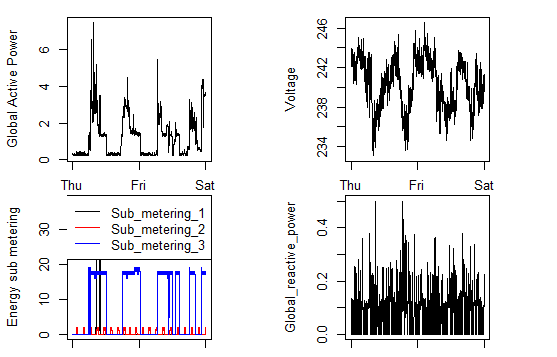 Global Active Power
6
4
2
0
Thu Fri Sat
Voltage
246
242
238
234
Thu Fri Sat
Energy sub metering
30
20
10
0
Sub_metering_1
Sub_metering_2
Sub_metering_3
Global_reactive_power
0.4
0.2
0.0